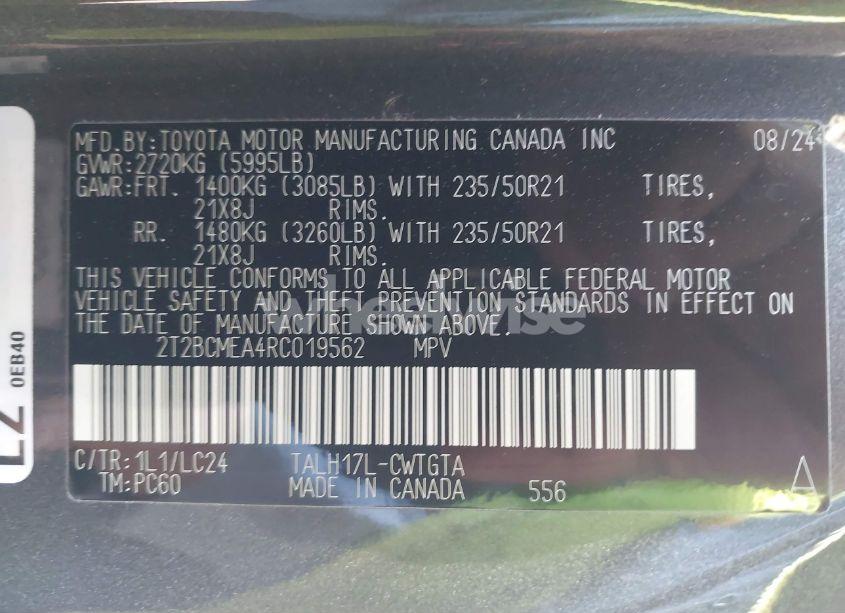 MFD.BY:TOYOTA MOTOR MANUFACTURING CANADA INC 08/24
GVWR:2720KG (5995LB)
GAWR:FRT. 1400KG (3085LB) WITH 235/50R21 TIRES,
21X8J RIMS.
RR. 1480KG (3260LB) WITH 235/50R21 TIRES,
21X8J RIMS.
THIS VEHICLE CONFORMS TO ALL APPLICABLE FEDERAL MOTOR
VEHICLE SAFETY AND THEFT PREVENTION STANDARDS IN EFFECT ON
THE DATE OF MANUFACTURE SHOWN ABOVE.
2T2BCMEA4RC019562 MPV
C/TR:1L1/LC24 TALH17L-CWTGTA A
TM:PC60 MADE IN CANADA 556
0EB40